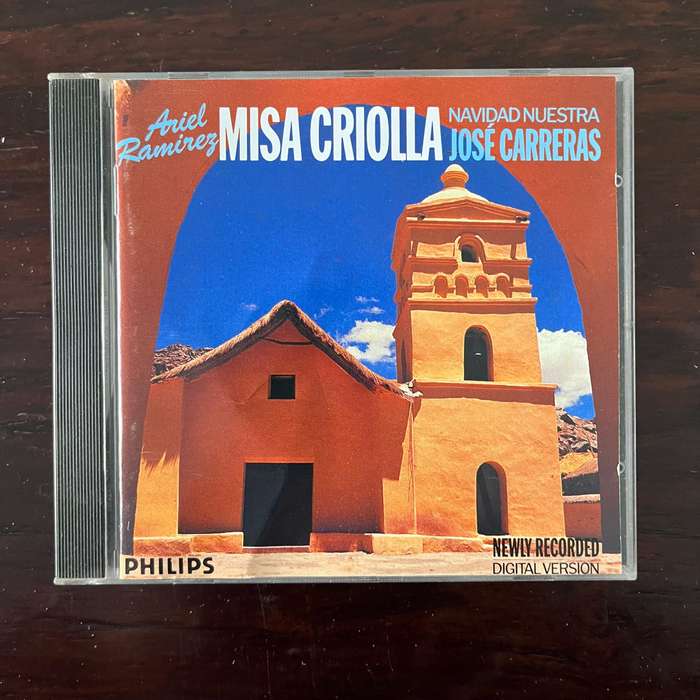 Ariel
Ramirez
MISA CRIOLLA
NAVIDAD NUESTRA
JOSÉ CARRERAS
PHILIPS
NEWLY RECORDED
DIGITAL VERSION